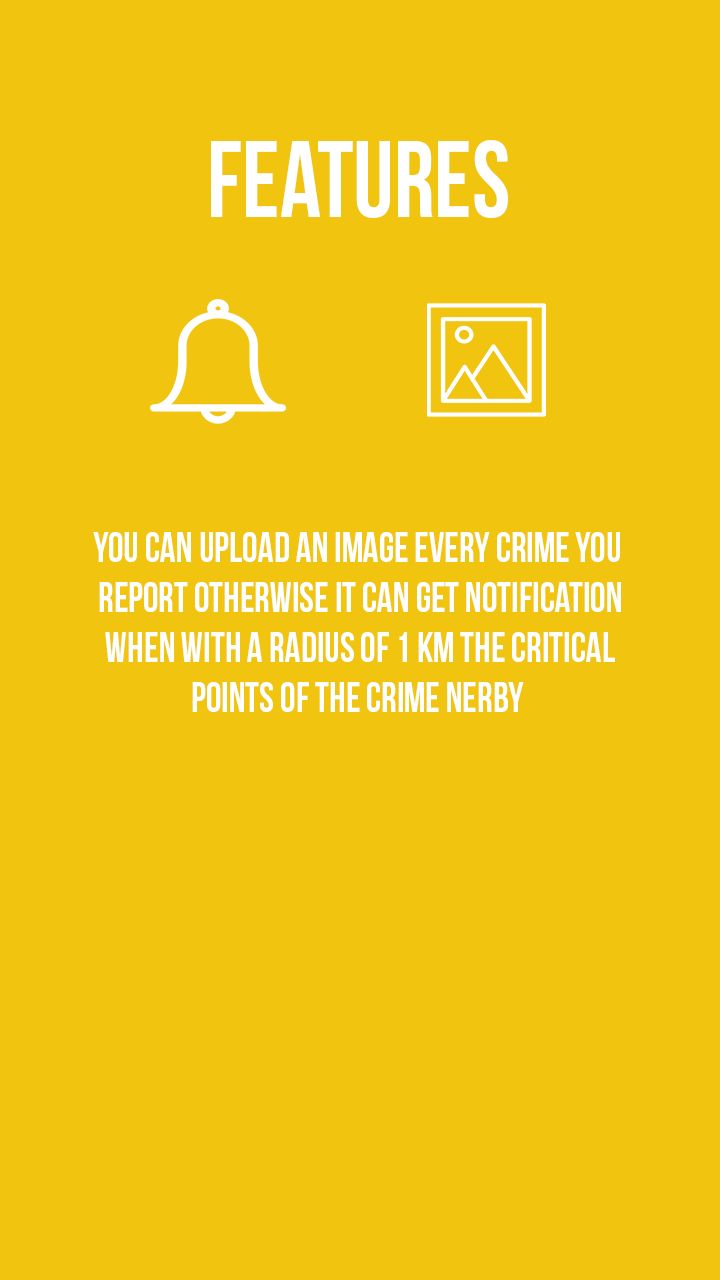 FEATURES
YOU CAN UPLOAD AN IMAGE EVERY CRIME YOU
REPORT OTHERWISE IT CAN GET NOTIFICATION
WHEN WITH A RADIUS OF 1 KM THE CRITICAL
POINTS OF THE CRIME NERBY